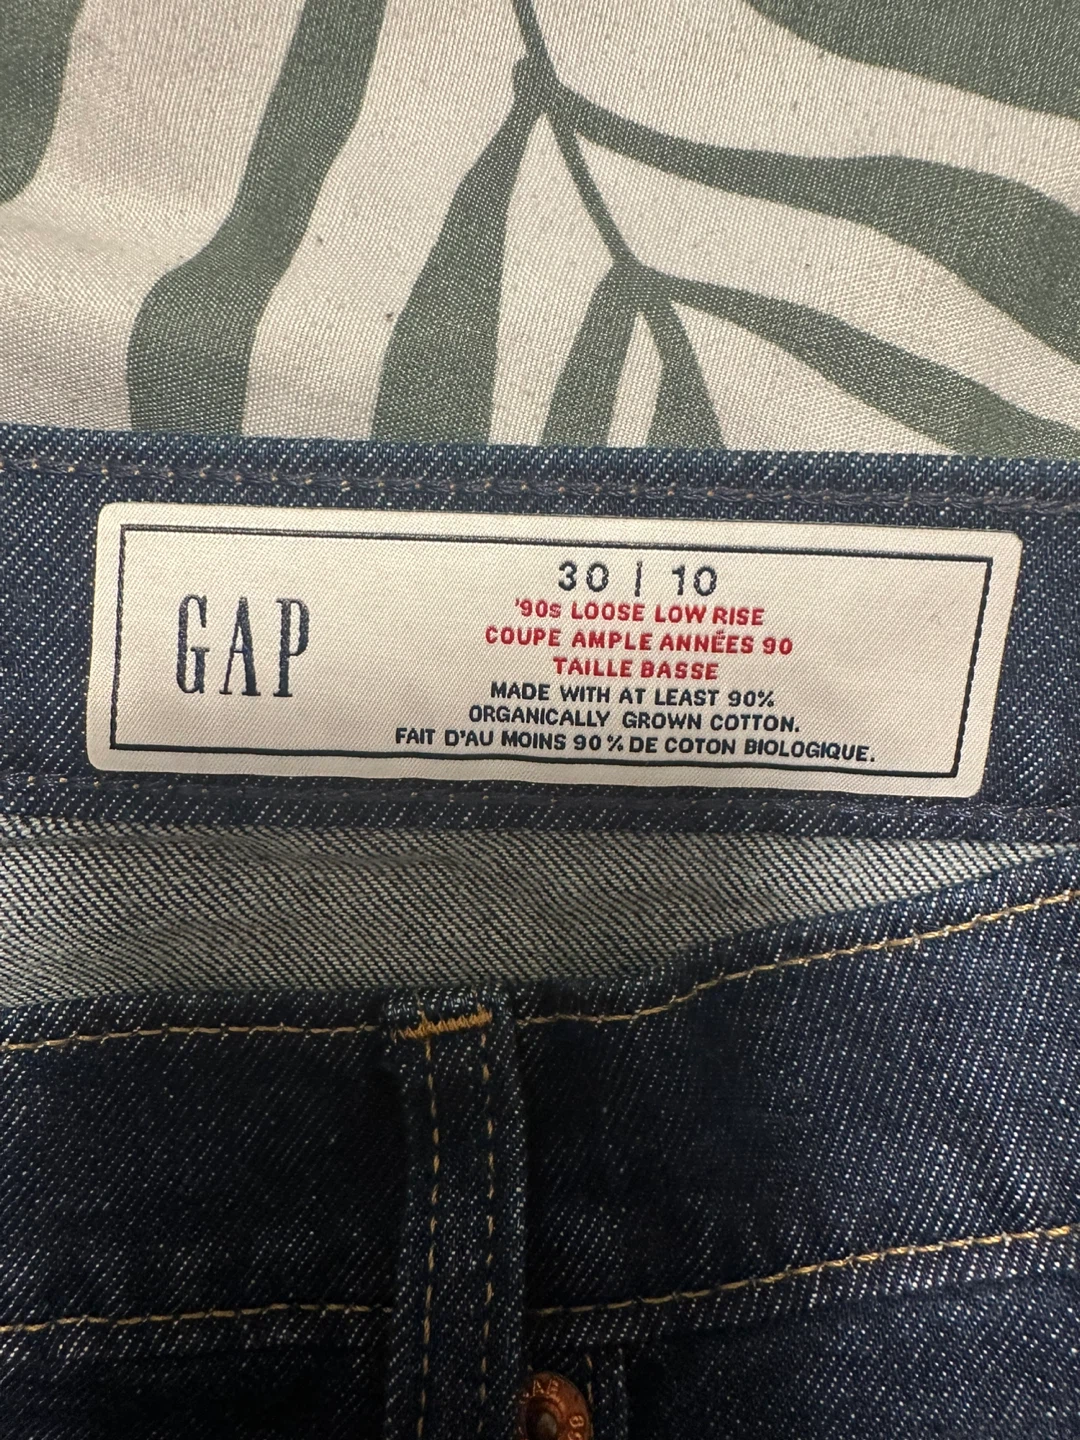 GAP
30 | 10
'90s LOOSE LOW RISE
COUPE AMPLE ANNÉES 90
TAILLE BASSE
MADE WITH AT LEAST 90%
ORGANICALLY GROWN COTTON.
FAIT D'AU MOINS 90 % DE COTON BIOLOGIQUE.